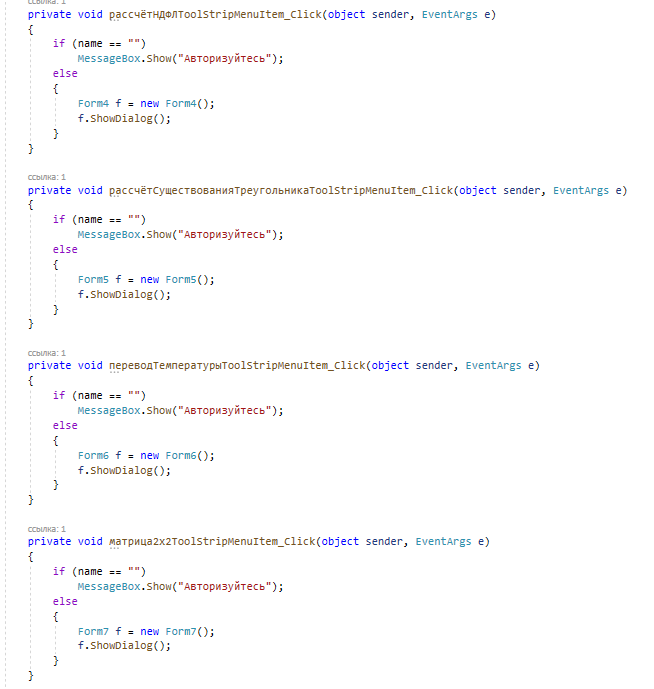 ссылка: 1
private void рассчётНДФЛToolStripMenuItem_Click(object sender, EventArgs e)
{
if (name == "")
MessageBox.Show("Авторизуйтесь");
else
{
Form4 f = new Form4();
f.ShowDialog();
}
}
ссылка: 1
private void рассчётСуществованияТреугольникаToolStripMenuItem_Click(object sender, EventArgs e)
{
if (name == "")
MessageBox.Show("Авторизуйтесь");
else
{
Form5 f = new Form5();
f.ShowDialog();
}
}
ссылка: 1
private void переводТемпературыToolStripMenuItem_Click(object sender, EventArgs e)
{
if (name == "")
MessageBox.Show("Авторизуйтесь");
else
{
Form6 f = new Form6();
f.ShowDialog();
}
}
ссылка: 1
private void матрица2х2ToolStripMenuItem_Click(object sender, EventArgs e)
{
if (name == "")
MessageBox.Show("Авторизуйтесь");
else
{
Form7 f = new Form7();
f.ShowDialog();
}
}